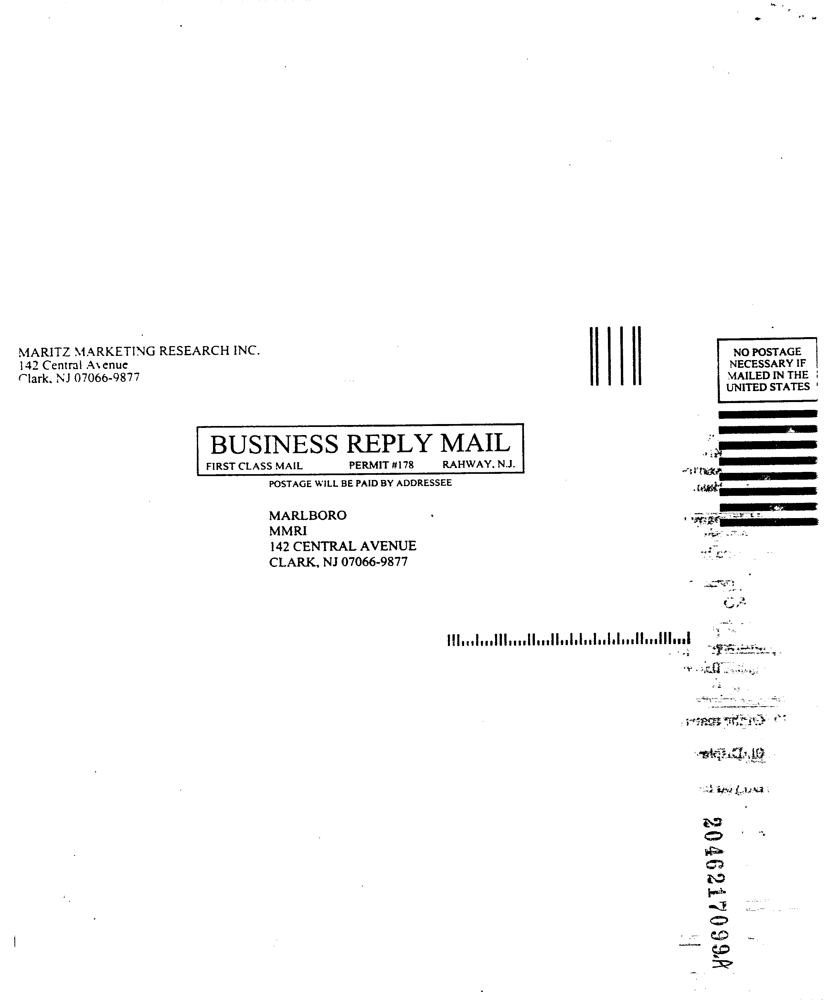 MARITZ MARKETING RESEARCH INC.
142 Central Avenue
Clark, NJ 07066-9877
NO POSTAGE
NECESSARY IF
MAILED IN THE
UNITED STATES
BUSINESS REPLY MAIL
FIRST CLASS MAIL PERMIT #178 RAHWAY, N.J.
POSTAGE WILL BE PAID BY ADDRESSEE
MARLBORO
MMRI
142 CENTRAL AVENUE
CLARK, NJ 07066-9877
2046217099A